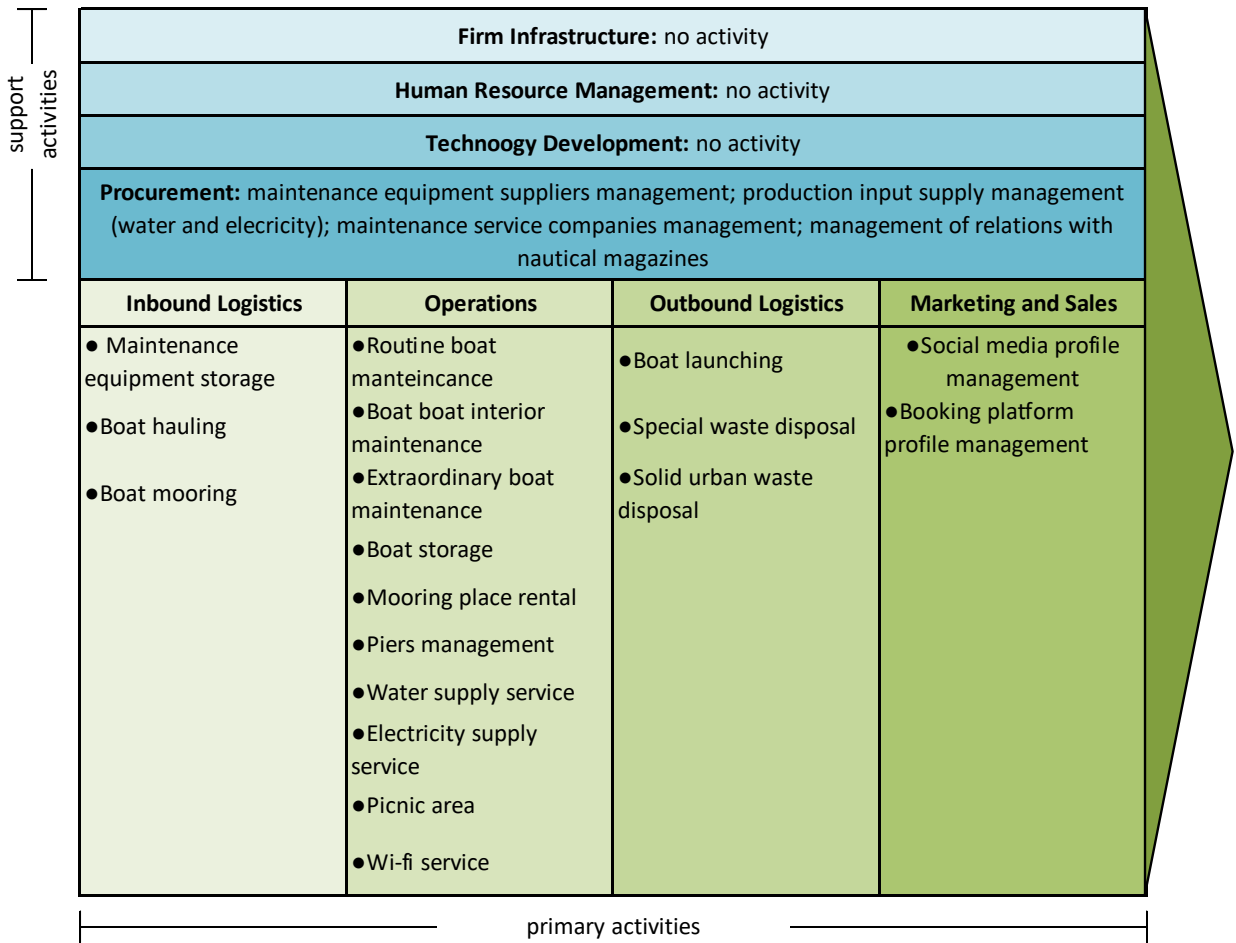 support
activities
Firm Infrastructure: no activity
Human Resource Management: no activity
Technoogy Development: no activity
Procurement: maintenance equipment suppliers management; production input supply management
(water and elecricity); maintenance service companies management; management of relations with
nautical magazines
Inbound Logistics
● Maintenance
equipment storage
●Boat hauling
●Boat mooring
Operations
●Routine boat
manteincance
●Boat boat interior
maintenance
●Extraordinary boat
maintenance
●Boat storage
●Mooring place rental
●Piers management
●Water supply service
●Electricity supply
service
●Picnic area
●Wi-fi service
Outbound Logistics
●Boat launching
●Special waste disposal
●Solid urban waste
disposal
Marketing and Sales
●Social media profile
management
●Booking platform
profile management
primary activities